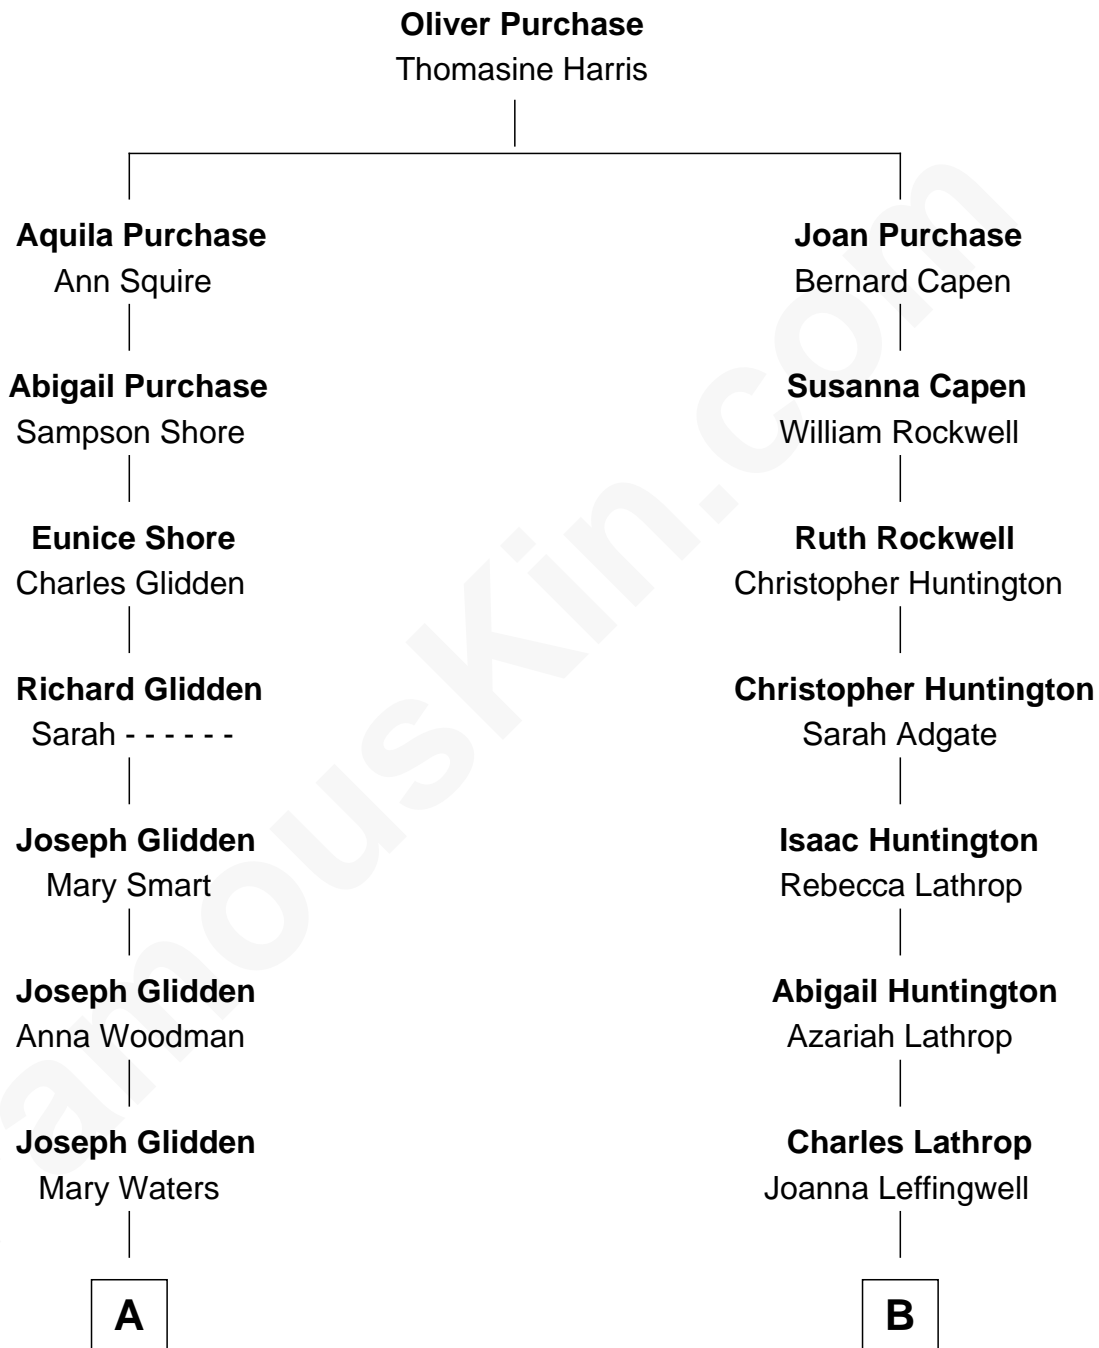 Oliver Purchase
Thomasine Harris
Aquila Purchase
Ann Squire
Abigail Purchase
Sampson Shore
Eunice Shore
Charles Glidden
Richard Glidden
Sarah - - - - - -
Joseph Glidden
Mary Smart
Joseph Glidden
Anna Woodman
Joseph Glidden
Mary Waters
A
Joan Purchase
Bernard Capen
Susanna Capen
William Rockwell
Ruth Rockwell
Christopher Huntington
Christopher Huntington
Sarah Adgate
Isaac Huntington
Rebecca Lathrop
Abigail Huntington
Azariah Lathrop
Charles Lathrop
Joanna Leffingwell
B
amousKin.com